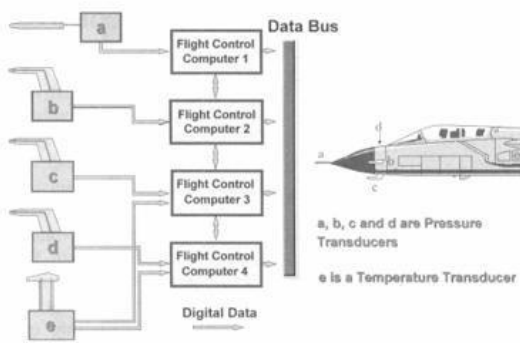 Data Bus
a
Flight Control
Computer 1
b
Flight Control
Computer 2
c
Flight Control
Computer 3
d
Flight Control
Computer 4
e
Digital Data
d
a
b
c
a, b, c and d are Pressure
Transducers
e is a Temperature Transducer